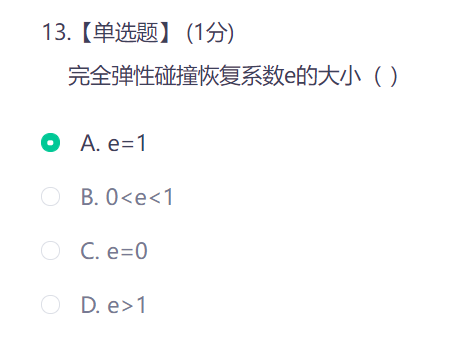 13.【单选题】 (1分)
完全弹性碰撞恢复系数e的大小（ ）
A. e=1
B. 0<e<1
C. e=0
D. e>1